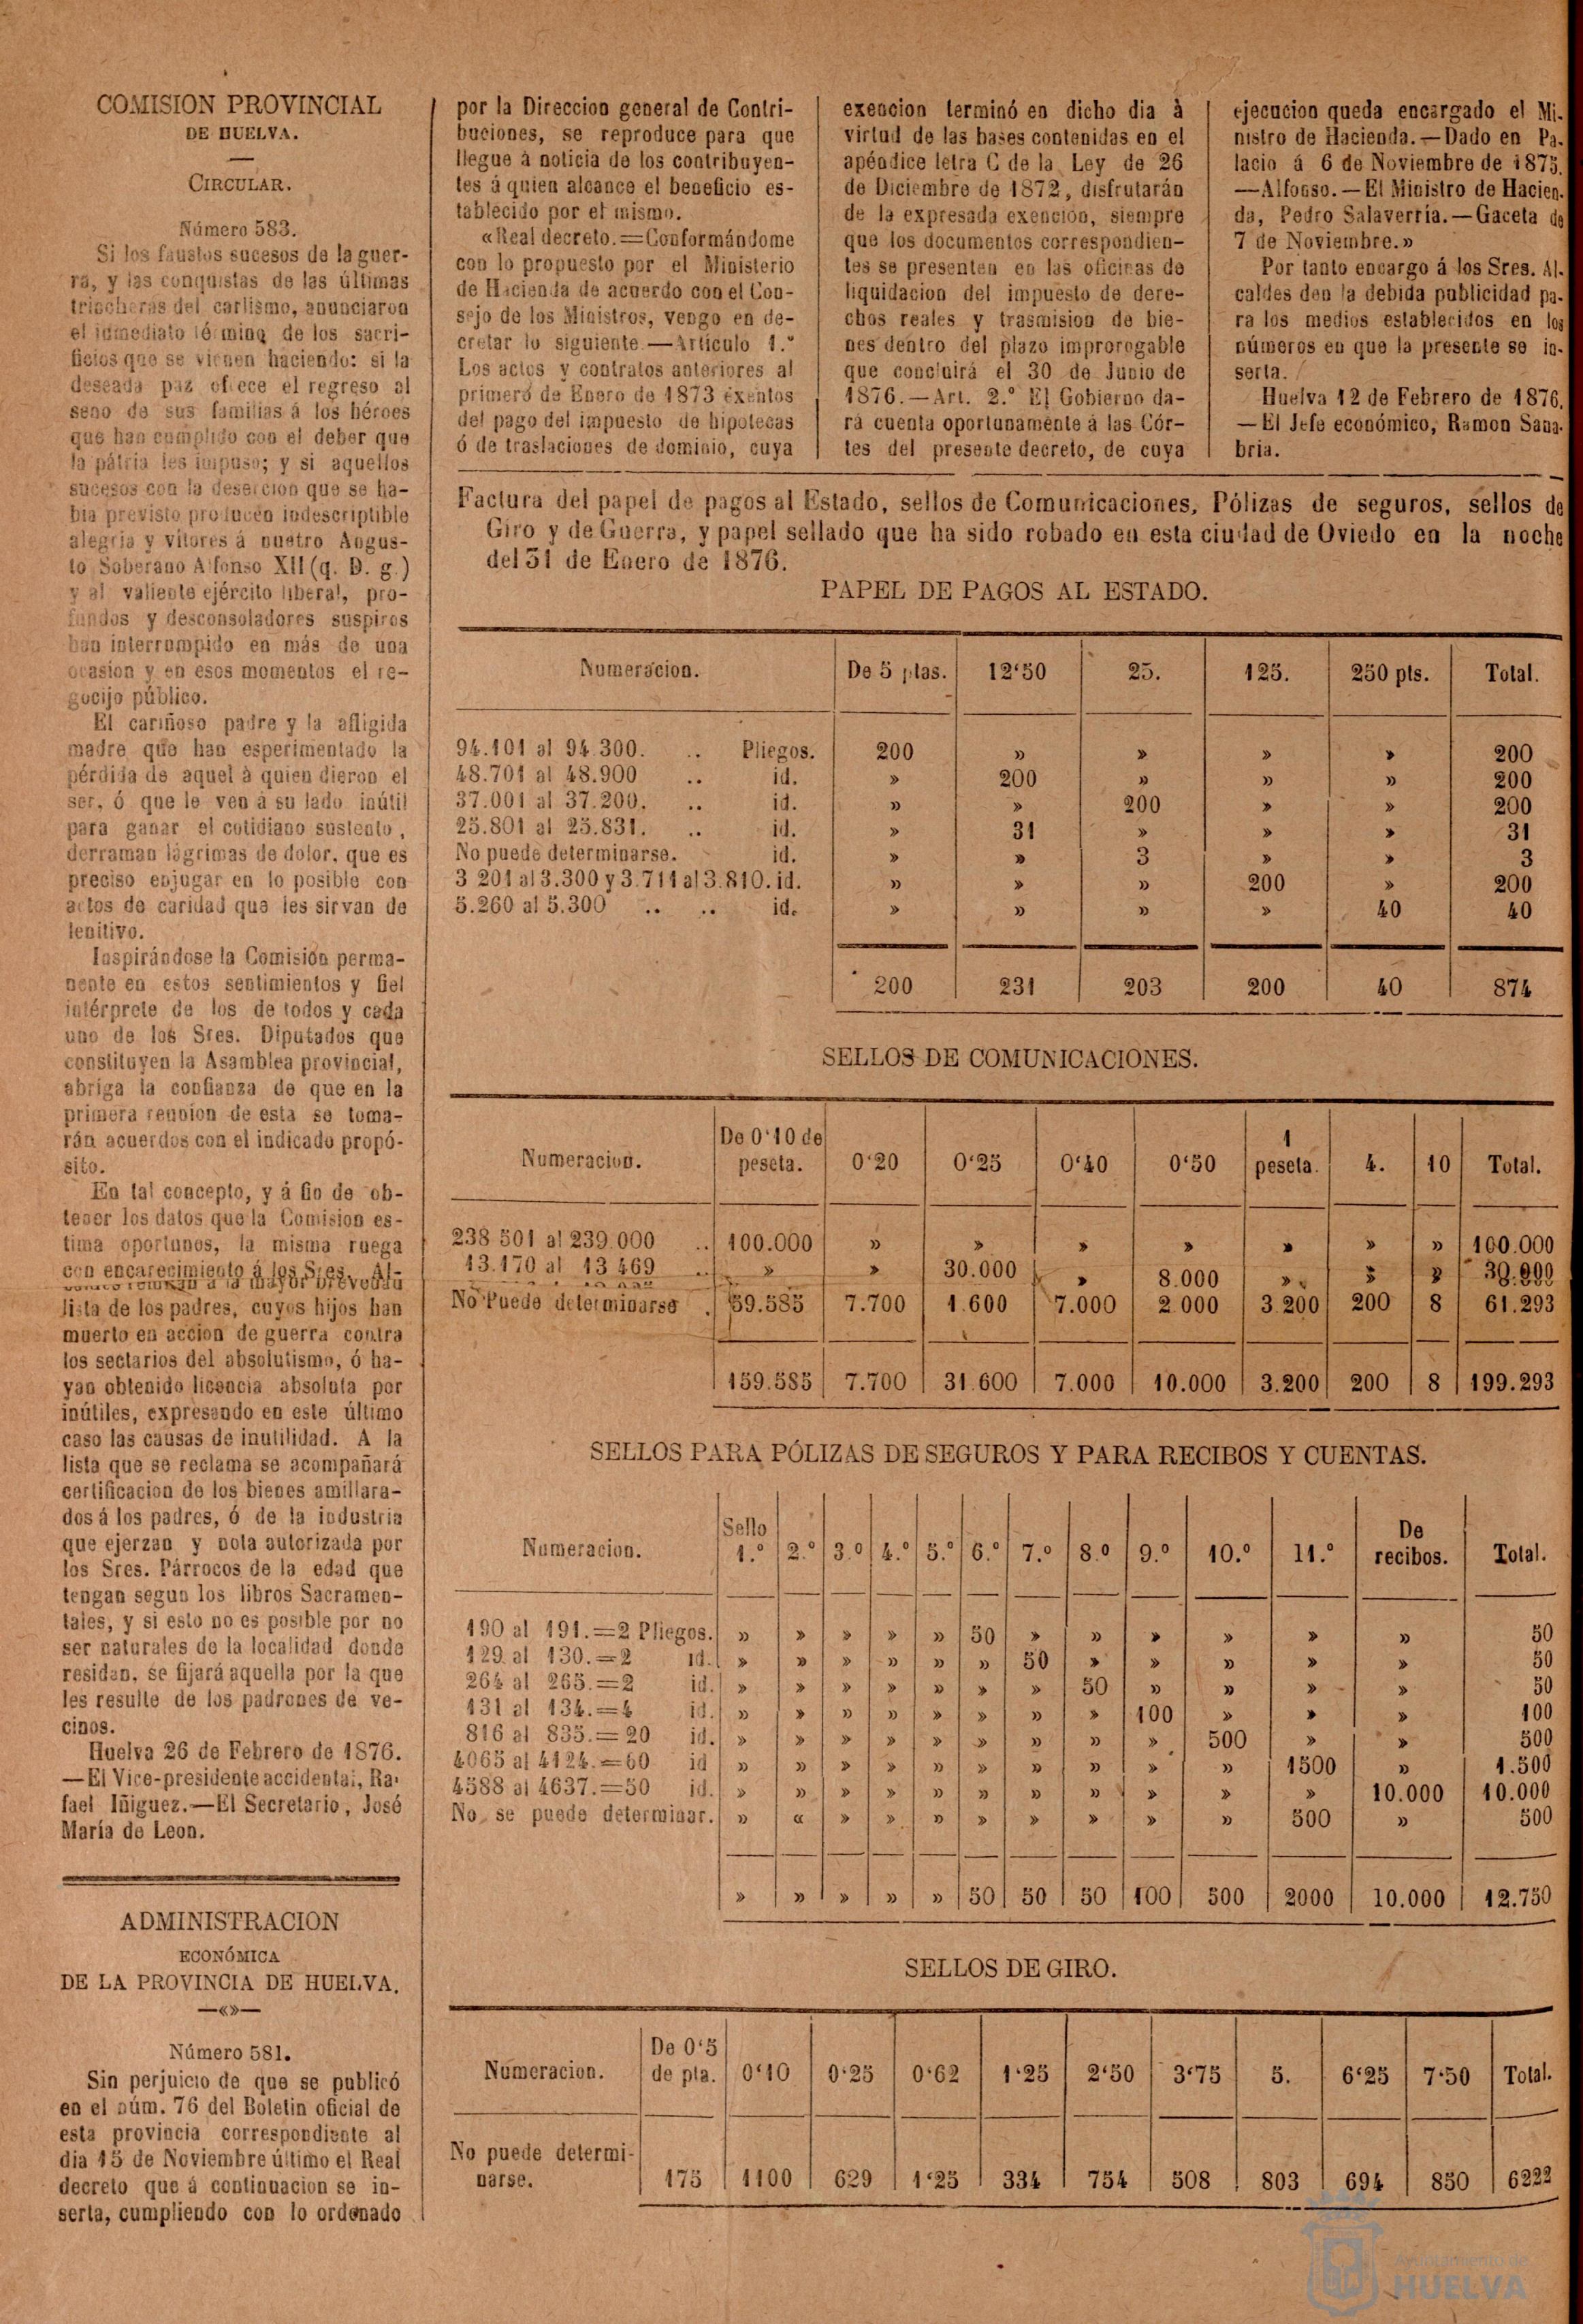 COMISION PROVINCIAL
DE HUELVA.
CIRCULAR.
Número 583.
Si los faustos sucesos de la guer-
ra, y las conquistas de las últimas
trincheras del carlismo, anunciaron
el inmediato término de los sacri-
ficios que se vienen haciendo: si la
deseada paz ofrece el regreso al
seno de sus familias á los héroes
que han cumplido con el deber que
la pátria les impuso; y si aquellos
sucesos con la desercion que se ha-
bia previsto producen indescriptible
alegria y vitores á nuetro Augus-
to Soberano Alfonso XII (q. D. g.)
y al valiente ejército liberal, pro-
fundos y desconsoladores suspiros
han interrumpido en más de una
ocasion y en esos momentos el re-
gocijo público.
El cariñoso padre y la afligida
madre que han esperimentado la
pérdida de aquel á quien dieron el
ser, ó que le ven á su lado inútil
para ganar el cotidiano sustento,
derraman lágrimas de dolor, que es
preciso enjugar en lo posible con
actos de caridad que les sirvan de
lenitivo.
Inspirándose la Comisión perma-
nente en estos sentimientos y fiel
intérprete de los de todos y cada
uno de los Sres. Diputados que
constituyen la Asamblea provincial,
abriga la confianza de que en la
primera reunion de esta se toma-
rán acuerdos con el indicado propó-
sito.
En tal concepto, y á fin de ob-
tener los datos que la Comision es-
tima oportunos, la misma ruega
con encarecimiento á los Sres. Al-
mayor brevedad
lista de los padres, cuyos hijos han
muerto en accion de guerra contra
los sectarios del absolutismo, ó ha-
yan obtenido licencia absoluta por
inútiles, expresando en este último
caso las causas de inutilidad. A la
lista que se reclama se acompañará
certificacion de los bienes amillara-
dos á los padres, ó de la industria
que ejerzan y nota autorizada por
los Sres. Párrocos de la edad que
tengan segun los libros Sacramen-
tales, y si esto no es posible por no
ser naturales de la localidad donde
residan, se fijará aquella por la que
les resulte de los padrones de ve-
cinos.
Huelva 26 de Febrero de 1876.
—El Vice-presidente accidental, Ra-
fael Iñiguez.—El Secretario, José
María de Leon.
ADMINISTRACION
ECONÓMICA
DE LA PROVINCIA DE HUELVA.
—«»—
Número 581.
Sin perjuicio de que se publicó
en el núm. 76 del Boletin oficial de
esta provincia correspondiente al
dia 15 de Noviembre último el Real
decreto que á continuacion se in-
serta, cumpliendo con lo ordenado
por la Direccion general de Contri-
buciones, se reproduce para que
llegue á noticia de los contribuyen-
tes á quien alcance el beneficio es-
tablecido por el mismo.
«Real decreto.=Conformándome
con lo propuesto por el Ministerio
de Hacienda de acuerdo con el Con-
sejo de los Ministros, vengo en de-
cretar lo siguiente.—Artículo 1.º
Los actos y contratos anteriores al
primero de Enero de 1873 exentos
del pago del impuesto de hipotecas
ó de traslaciones de dominio, cuya
exencion terminó en dicho dia á
virtud de las bases contenidas en el
apéndice letra C de la Ley de 26
de Diciembre de 1872, disfrutarán
de la expresada exención, siempre
que los documentos correspondien-
tes se presenten en las oficinas de
liquidacion del impuesto de dere-
chos reales y trasmision de bie-
nes dentro del plazo improrogable
que concluirá el 30 de Junio de
1876.—Art. 2.º El Gobierno da-
rá cuenta oportunamente á las Cór-
tes del presente decreto, de cuya
ejecucion queda encargado el Mi-
nistro de Hacienda.—Dado en Pa-
lacio á 6 de Noviembre de 1875.
—Alfonso.—El Ministro de Hacien-
da, Pedro Salaverría.—Gaceta de
7 de Noviembre.»
Por tanto encargo á los Sres. Al-
caldes den la debida publicidad pa-
ra los medios establecidos en los
números en que la presente se in-
serta.
Huelva 12 de Febrero de 1876.
—El Jefe económico, Ramon Sana-
bria.
Factura del papel de pagos al Estado, sellos de Comunicaciones, Pólizas de seguros, sellos de
Giro y de Guerra, y papel sellado que ha sido robado en esta ciudad de Oviedo en la noche
del 31 de Enero de 1876.
PAPEL DE PAGOS AL ESTADO.
Numeracion. De 5 ptas. 12‘50 25. 125. 250 pts. Total.
94.101 al 94.300. .. Pliegos. 200 » » » » 200
48.701 al 48.900 .. id. » 200 » » » 200
37.001 al 37.200. .. id. » » 200 » » 200
25.801 al 25.831. .. id. » 31 » » » 31
No puede determinarse. id. » » 3 » » 3
3 201 al 3.300 y 3.711 al 3.810. id. » » » 200 » 200
5.260 al 5.300 .. .. id. » » » » 40 40
200 231 203 200 40 874
SELLOS DE COMUNICACIONES.
Numeracion. De 0‘10 de peseta. 0‘20 0‘25 0‘40 0‘50 1 peseta. 4. 10 Total.
238 501 al 239.000 .. 100.000 » » » » » » » 100.000
13.170 al 13 469 .. » » 30.000 » 8.000 » » » 30.000
No Puede determinarse . 59.585 7.700 1.600 7.000 2.000 3.200 200 8 61.293
159.585 7.700 31.600 7.000 10.000 3.200 200 8 199.293
SELLOS PARA PÓLIZAS DE SEGUROS Y PARA RECIBOS Y CUENTAS.
Numeracion. Sello 1.º 2.º 3.º 4.º 5.º 6.º 7.º 8.º 9.º 10.º 11.º De recibos. Total.
190 al 191.=2 Pliegos. » » » » » 50 » » » » » » 50
129 al 130.=2 id. » » » » » » 50 » » » » » 50
264 al 265.=2 id. » » » » » » » 50 » » » » 50
131 al 134.=4 id. » » » » » » » » 100 » » » 100
816 al 835.=20 id. » » » » » » » » » 500 » » 500
4065 al 4124.=60 id » » » » » » » » » » 1500 » 1.500
4588 al 4637.=50 id. » » » » » » » » » » » 10.000 10.000
No se puede determinar. » « » » » » » » » » 500 » 500
» » » » » 50 50 50 100 500 2000 10.000 12.750
SELLOS DE GIRO.
Numeracion. De 0‘5 de pta. 0‘10 0‘25 0‘62 1‘25 2‘50 3‘75 5. 6‘25 7‘50 Total.
No puede determi-
narse. 175 1100 629 1‘25 334 754 508 803 694 850 6222
Ayuntamiento de
HUELVA